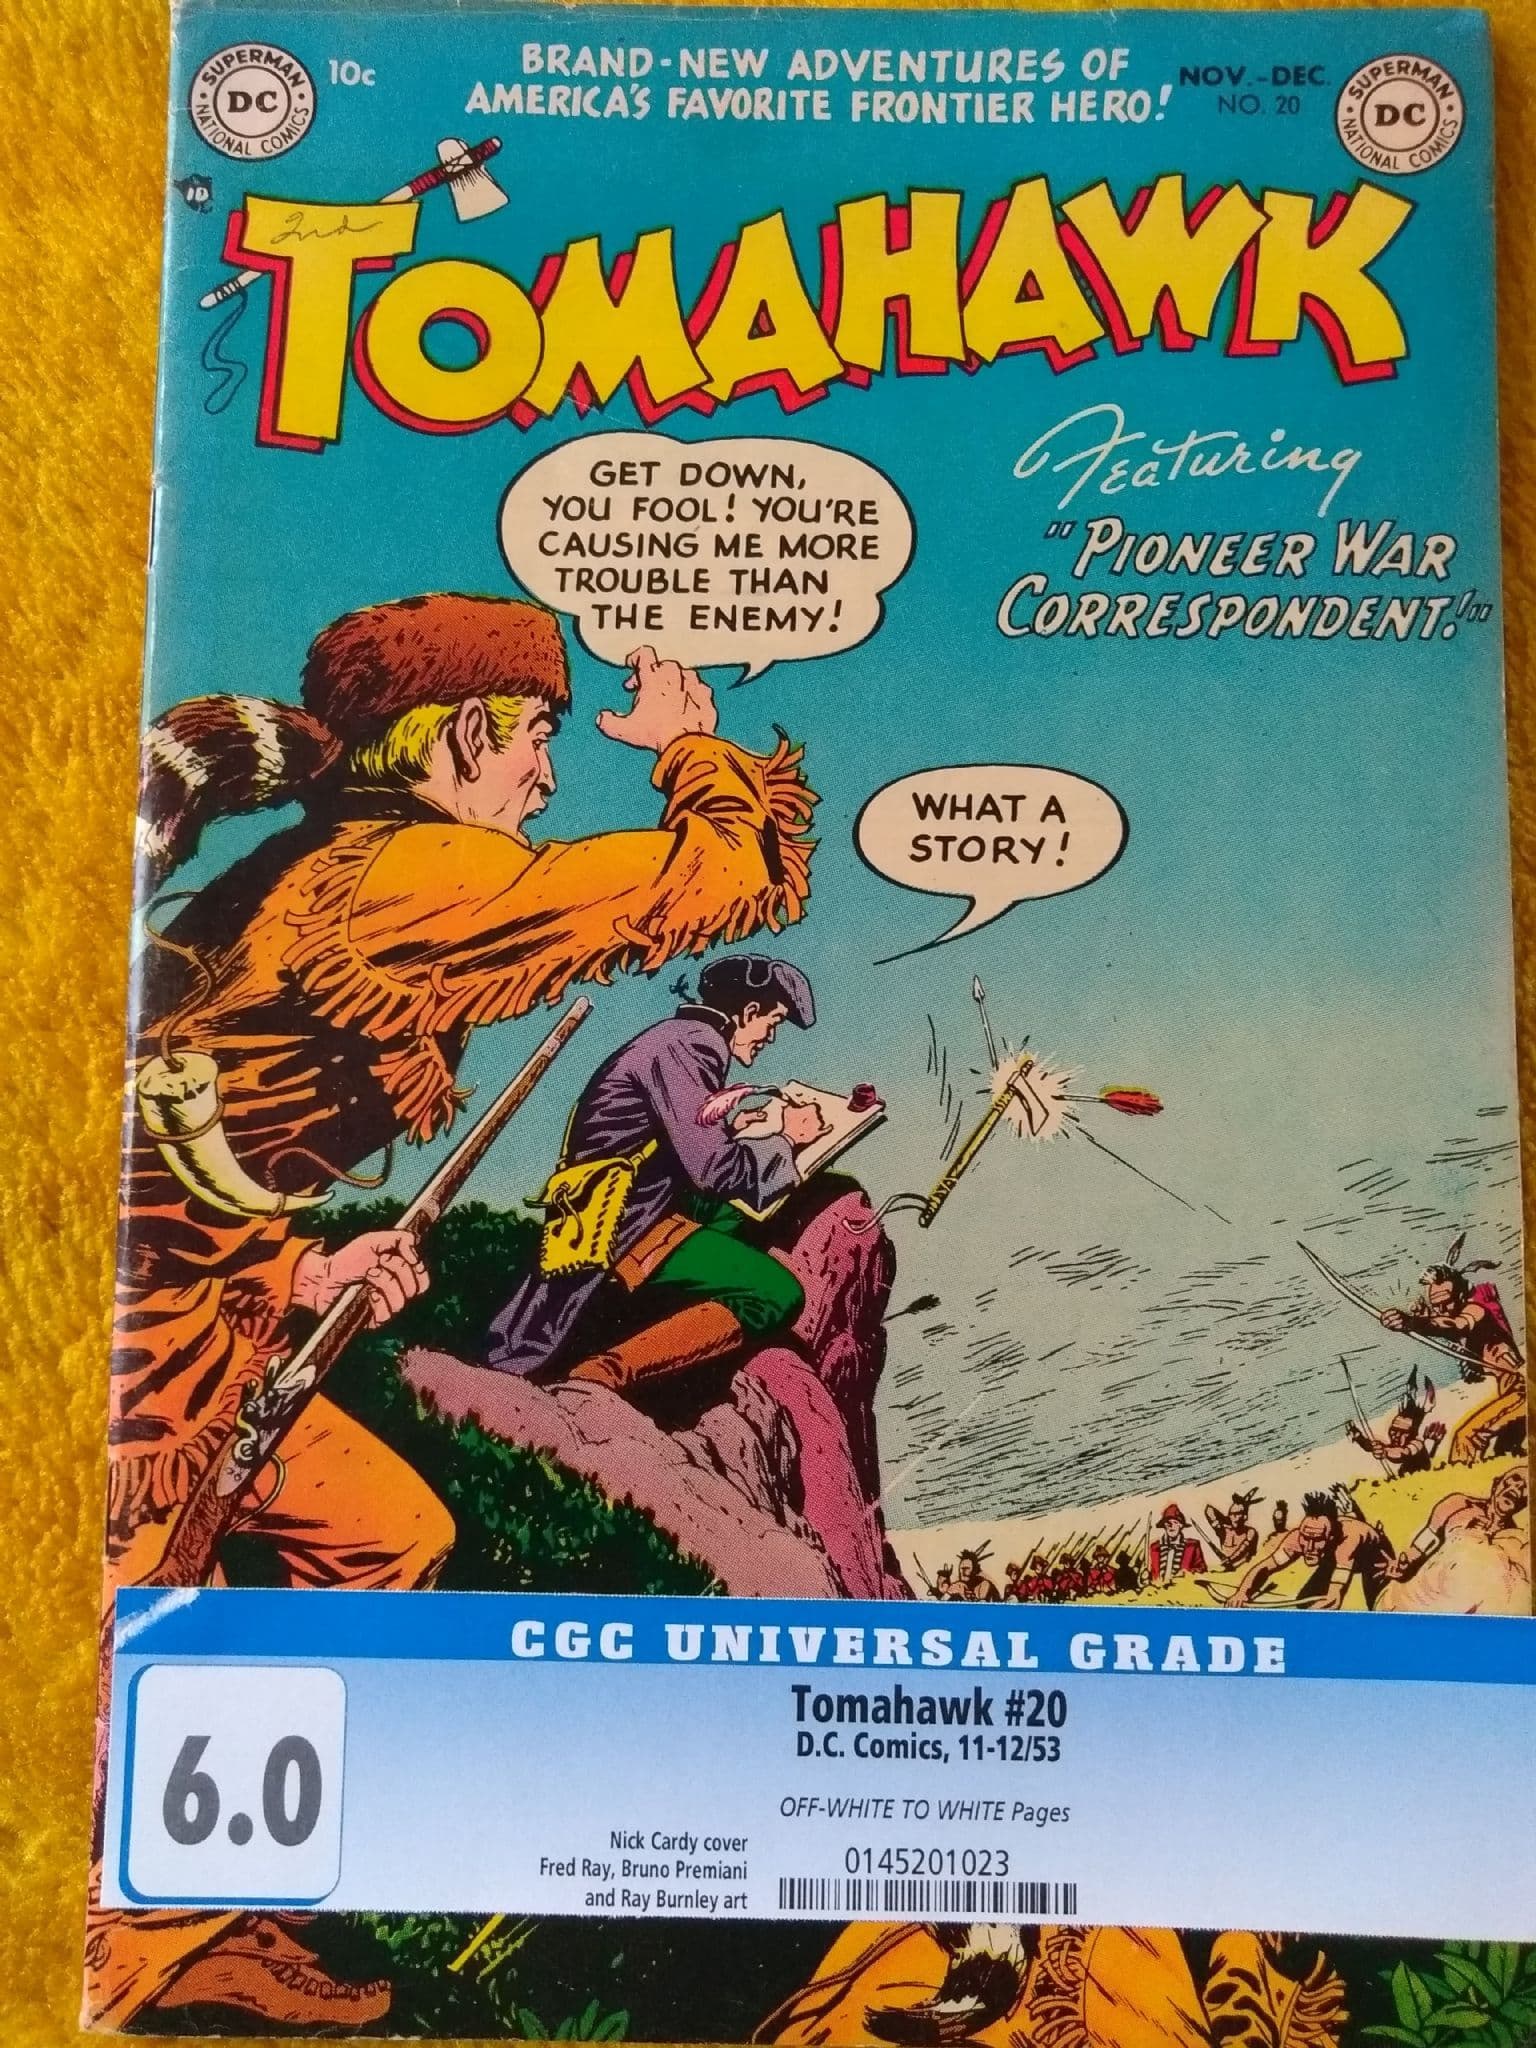 SUPERMAN
DC
NATIONAL COMICS
10c
BRAND-NEW ADVENTURES OF
AMERICA'S FAVORITE FRONTIER HERO!
NOV.-DEC.
NO. 20
SUPERMAN
DC
NATIONAL COMICS
ID
2nd
TOMAHAWK
Featuring
"PIONEER WAR
CORRESPONDENT!"
GET DOWN,
YOU FOOL! YOU'RE
CAUSING ME MORE
TROUBLE THAN
THE ENEMY!
WHAT A
STORY!
CGC UNIVERSAL GRADE
6.0
Tomahawk #20
D.C. Comics, 11-12/53
OFF-WHITE TO WHITE Pages
Nick Cardy cover
Fred Ray, Bruno Premiani
and Ray Burnley art
0145201023